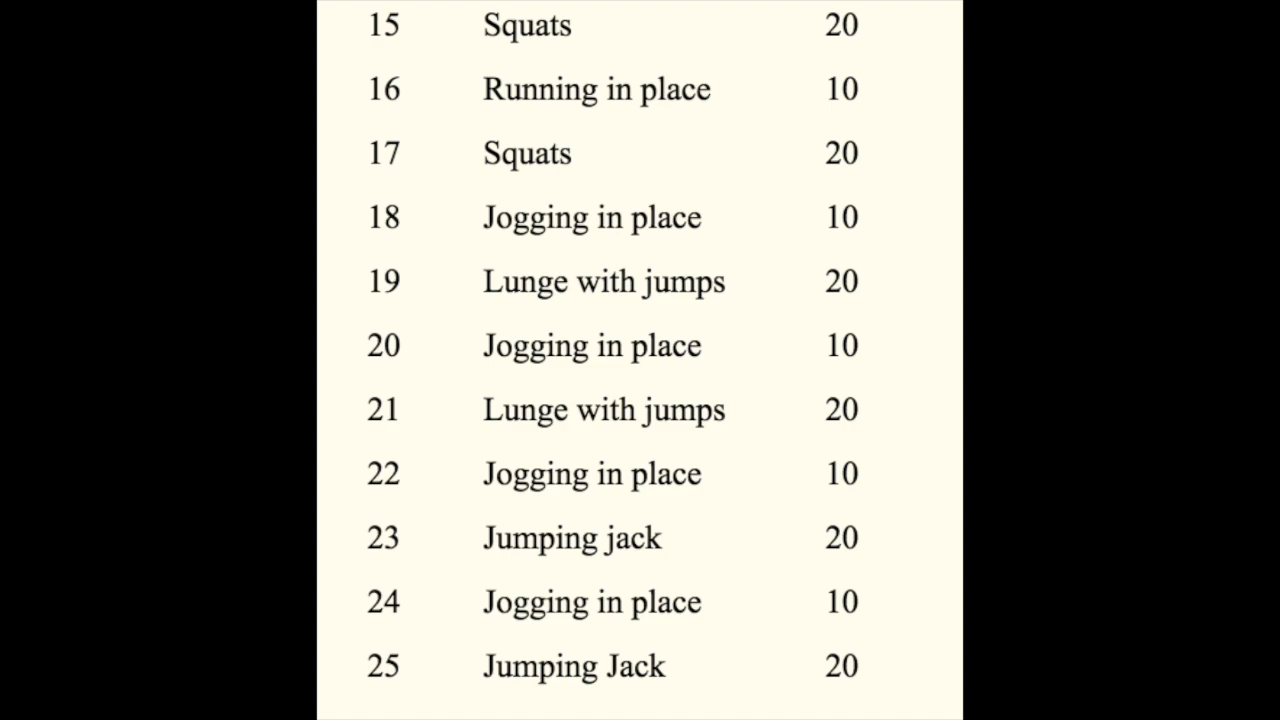 15 Squats 20
16 Running in place 10
17 Squats 20
18 Jogging in place 10
19 Lunge with jumps 20
20 Jogging in place 10
21 Lunge with jumps 20
22 Jogging in place 10
23 Jumping jack 20
24 Jogging in place 10
25 Jumping Jack 20